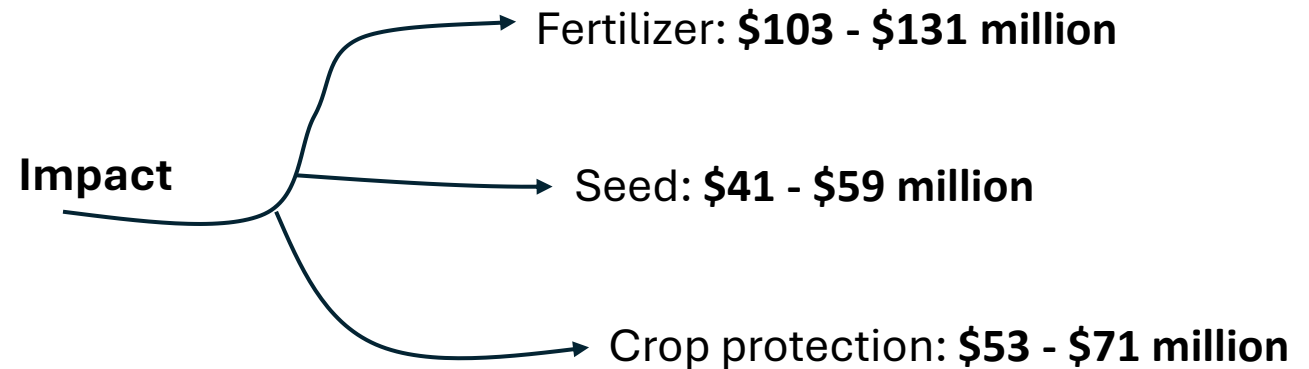 Fertilizer: $103 - $131 million
Impact
Seed: $41 - $59 million
Crop protection: $53 - $71 million